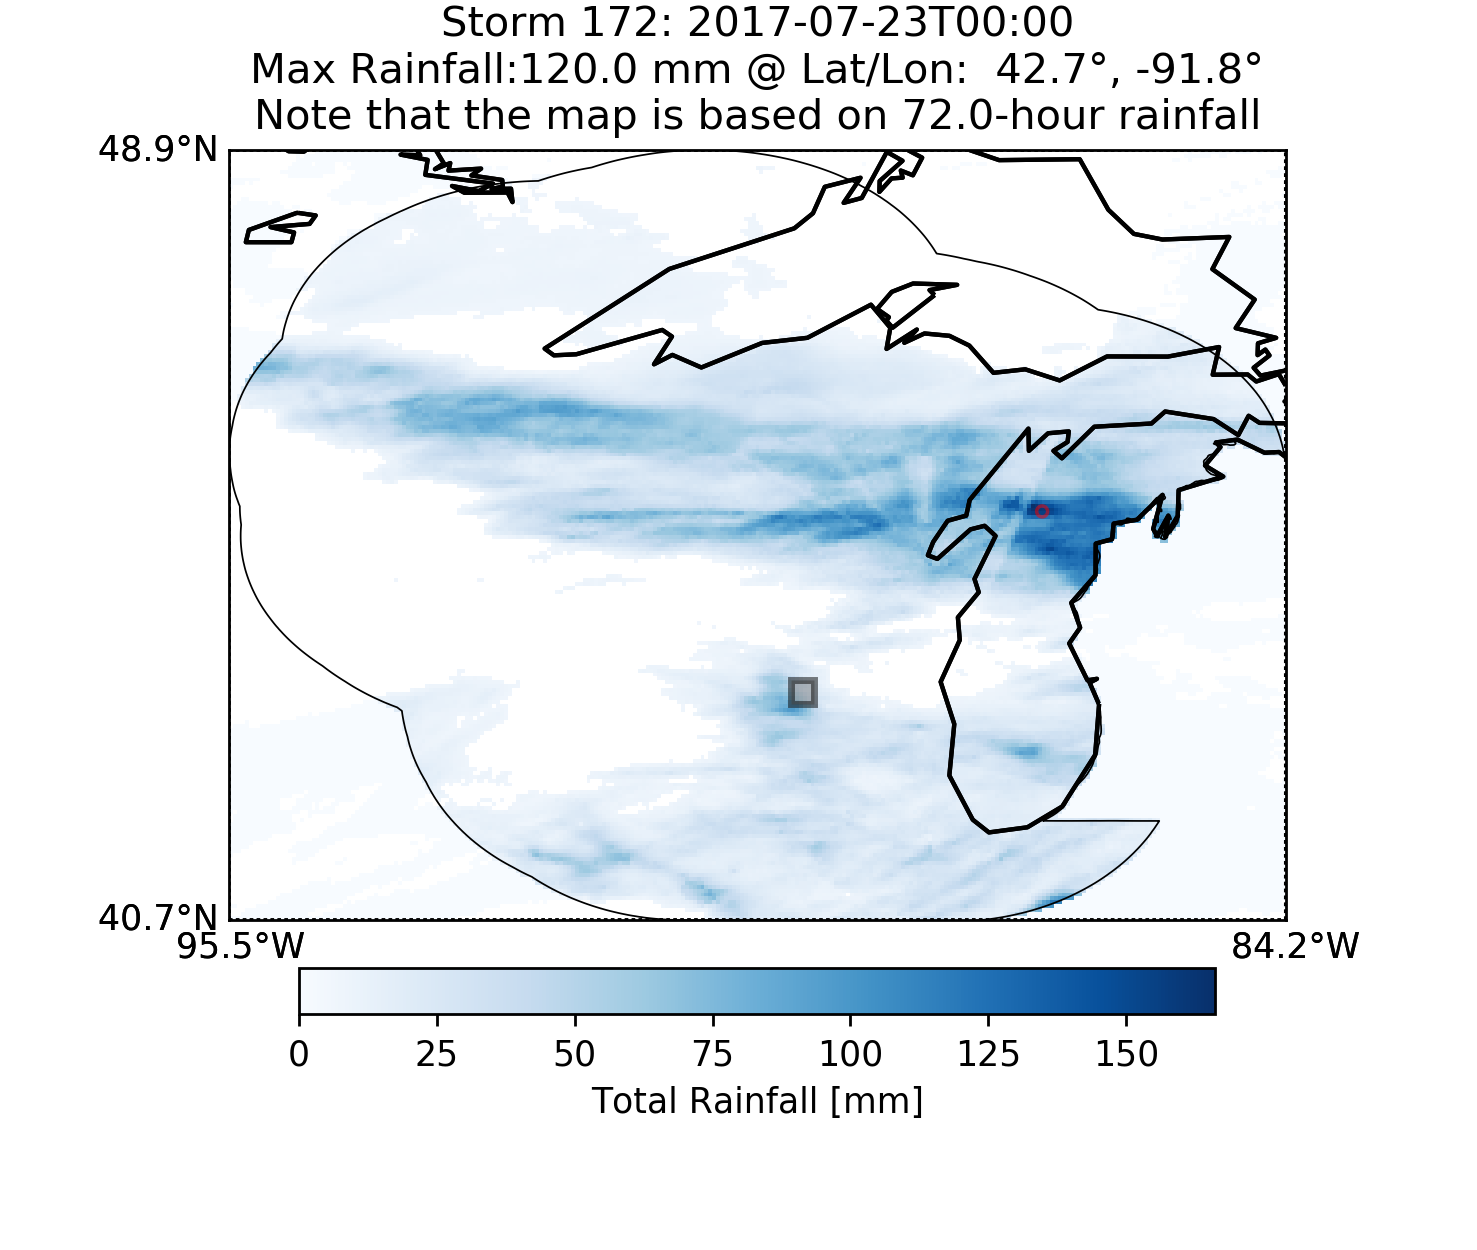 Storm 172: 2017-07-23T00:00
Max Rainfall:120.0 mm @ Lat/Lon:  42.7°, -91.8°
Note that the map is based on 72.0-hour rainfall
48.9°N
40.7°N
95.5°W 84.2°W
0 25 50 75 100 125 150
Total Rainfall [mm]